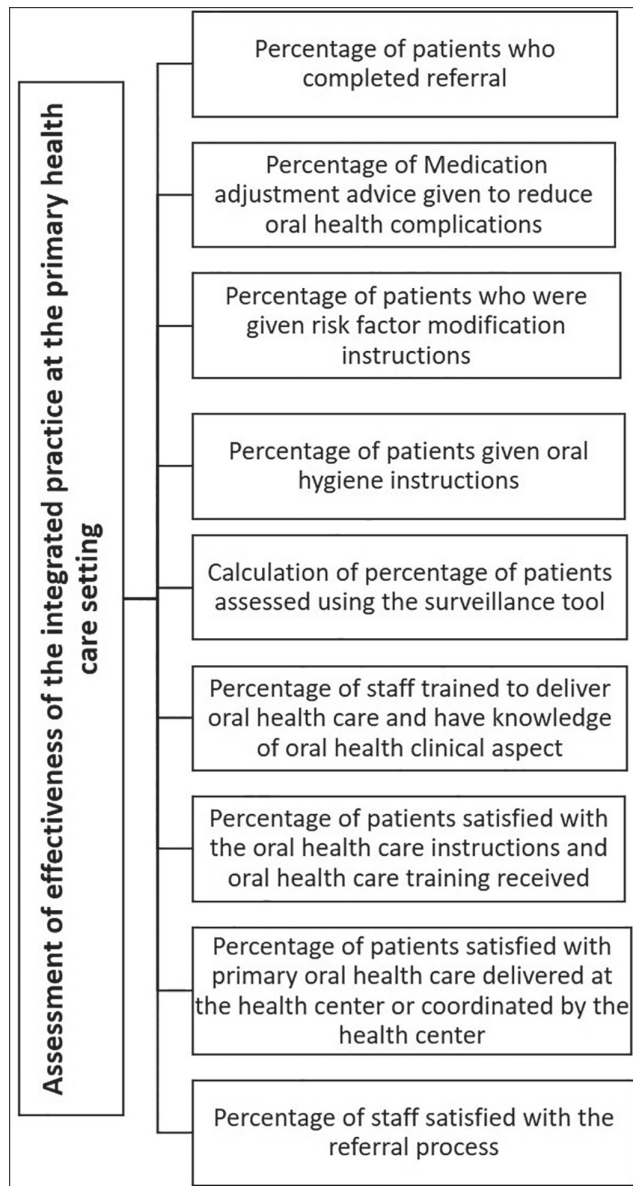 Assessment of effectiveness of the integrated practice at the primary health
care setting
Percentage of patients who
completed referral
Percentage of Medication
adjustment advice given to reduce
oral health complications
Percentage of patients who were
given risk factor modification
instructions
Percentage of patients given oral
hygiene instructions
Calculation of percentage of patients
assessed using the surveillance tool
Percentage of staff trained to deliver
oral health care and have knowledge
of oral health clinical aspect
Percentage of patients satisfied with
the oral health care instructions and
oral health care training received
Percentage of patients satisfied with
primary oral health care delivered at
the health center or coordinated by the
health center
Percentage of staff satisfied with the
referral process